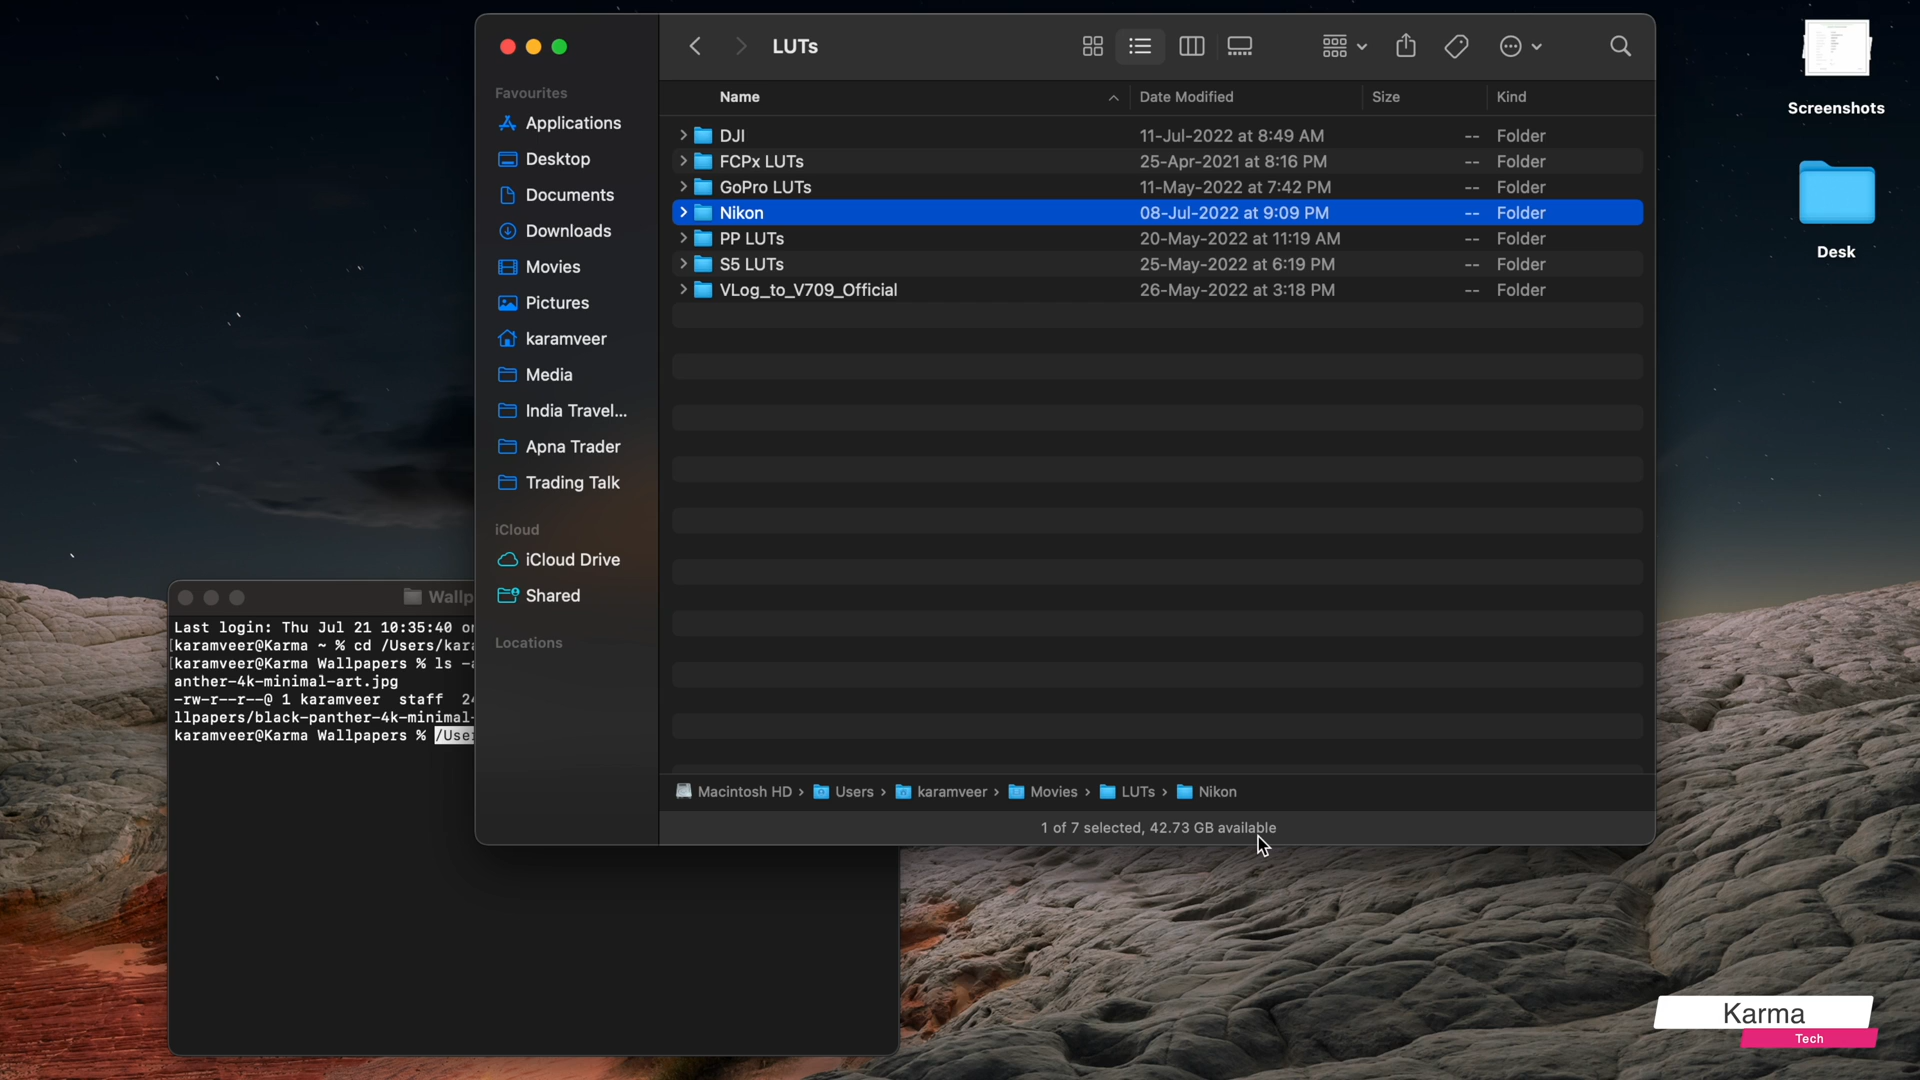 LUTs
Name Date Modified Size Kind
DJI 11-Jul-2022 at 8:49 AM -- Folder
FCPx LUTs 25-Apr-2021 at 8:16 PM -- Folder
GoPro LUTs 11-May-2022 at 7:42 PM -- Folder
Nikon 08-Jul-2022 at 9:09 PM -- Folder
PP LUTs 20-May-2022 at 11:19 AM -- Folder
S5 LUTs 25-May-2022 at 6:19 PM -- Folder
VLog_to_V709_Official 26-May-2022 at 3:18 PM -- Folder
Favourites
Applications
Desktop
Documents
Downloads
Movies
Pictures
karamveer
Media
India Travel...
Apna Trader
Trading Talk
iCloud
iCloud Drive
Shared
Locations
Macintosh HD › Users › karamveer › Movies › LUTs › Nikon
1 of 7 selected, 42.73 GB available
Screenshots
Desk
Wallp
Last login: Thu Jul 21 10:35:40 on
[karamveer@Karma ~ % cd /Users/kara
[karamveer@Karma Wallpapers % ls -a
anther-4k-minimal-art.jpg
-rw-r--r--@ 1 karamveer staff 24
llpapers/black-panther-4k-minimal-
karamveer@Karma Wallpapers % /User
Karma
Tech